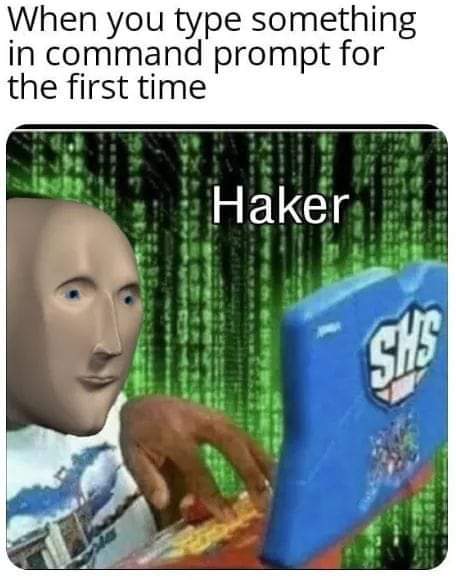 When you type something
in command prompt for
the first time
Haker
SHS